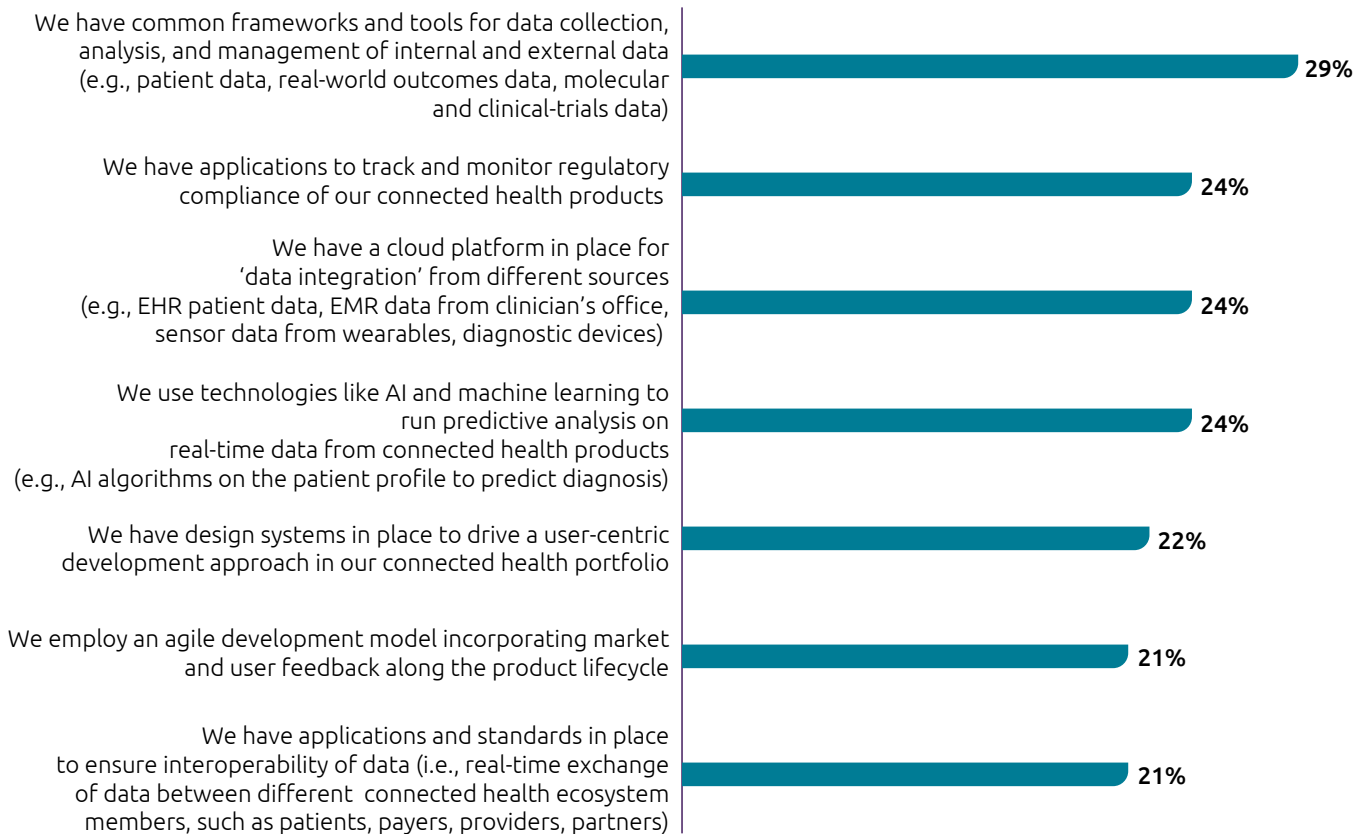 We have common frameworks and tools for data collection,
analysis, and management of internal and external data
(e.g., patient data, real-world outcomes data, molecular
and clinical-trials data)
29%
We have applications to track and monitor regulatory
compliance of our connected health products
24%
We have a cloud platform in place for
‘data integration’ from different sources
(e.g., EHR patient data, EMR data from clinician’s office,
sensor data from wearables, diagnostic devices)
24%
We use technologies like AI and machine learning to
run predictive analysis on
real-time data from connected health products
(e.g., AI algorithms on the patient profile to predict diagnosis)
24%
We have design systems in place to drive a user-centric
development approach in our connected health portfolio
22%
We employ an agile development model incorporating market
and user feedback along the product lifecycle
21%
We have applications and standards in place
to ensure interoperability of data (i.e., real-time exchange
of data between different connected health ecosystem
members, such as patients, payers, providers, partners)
21%